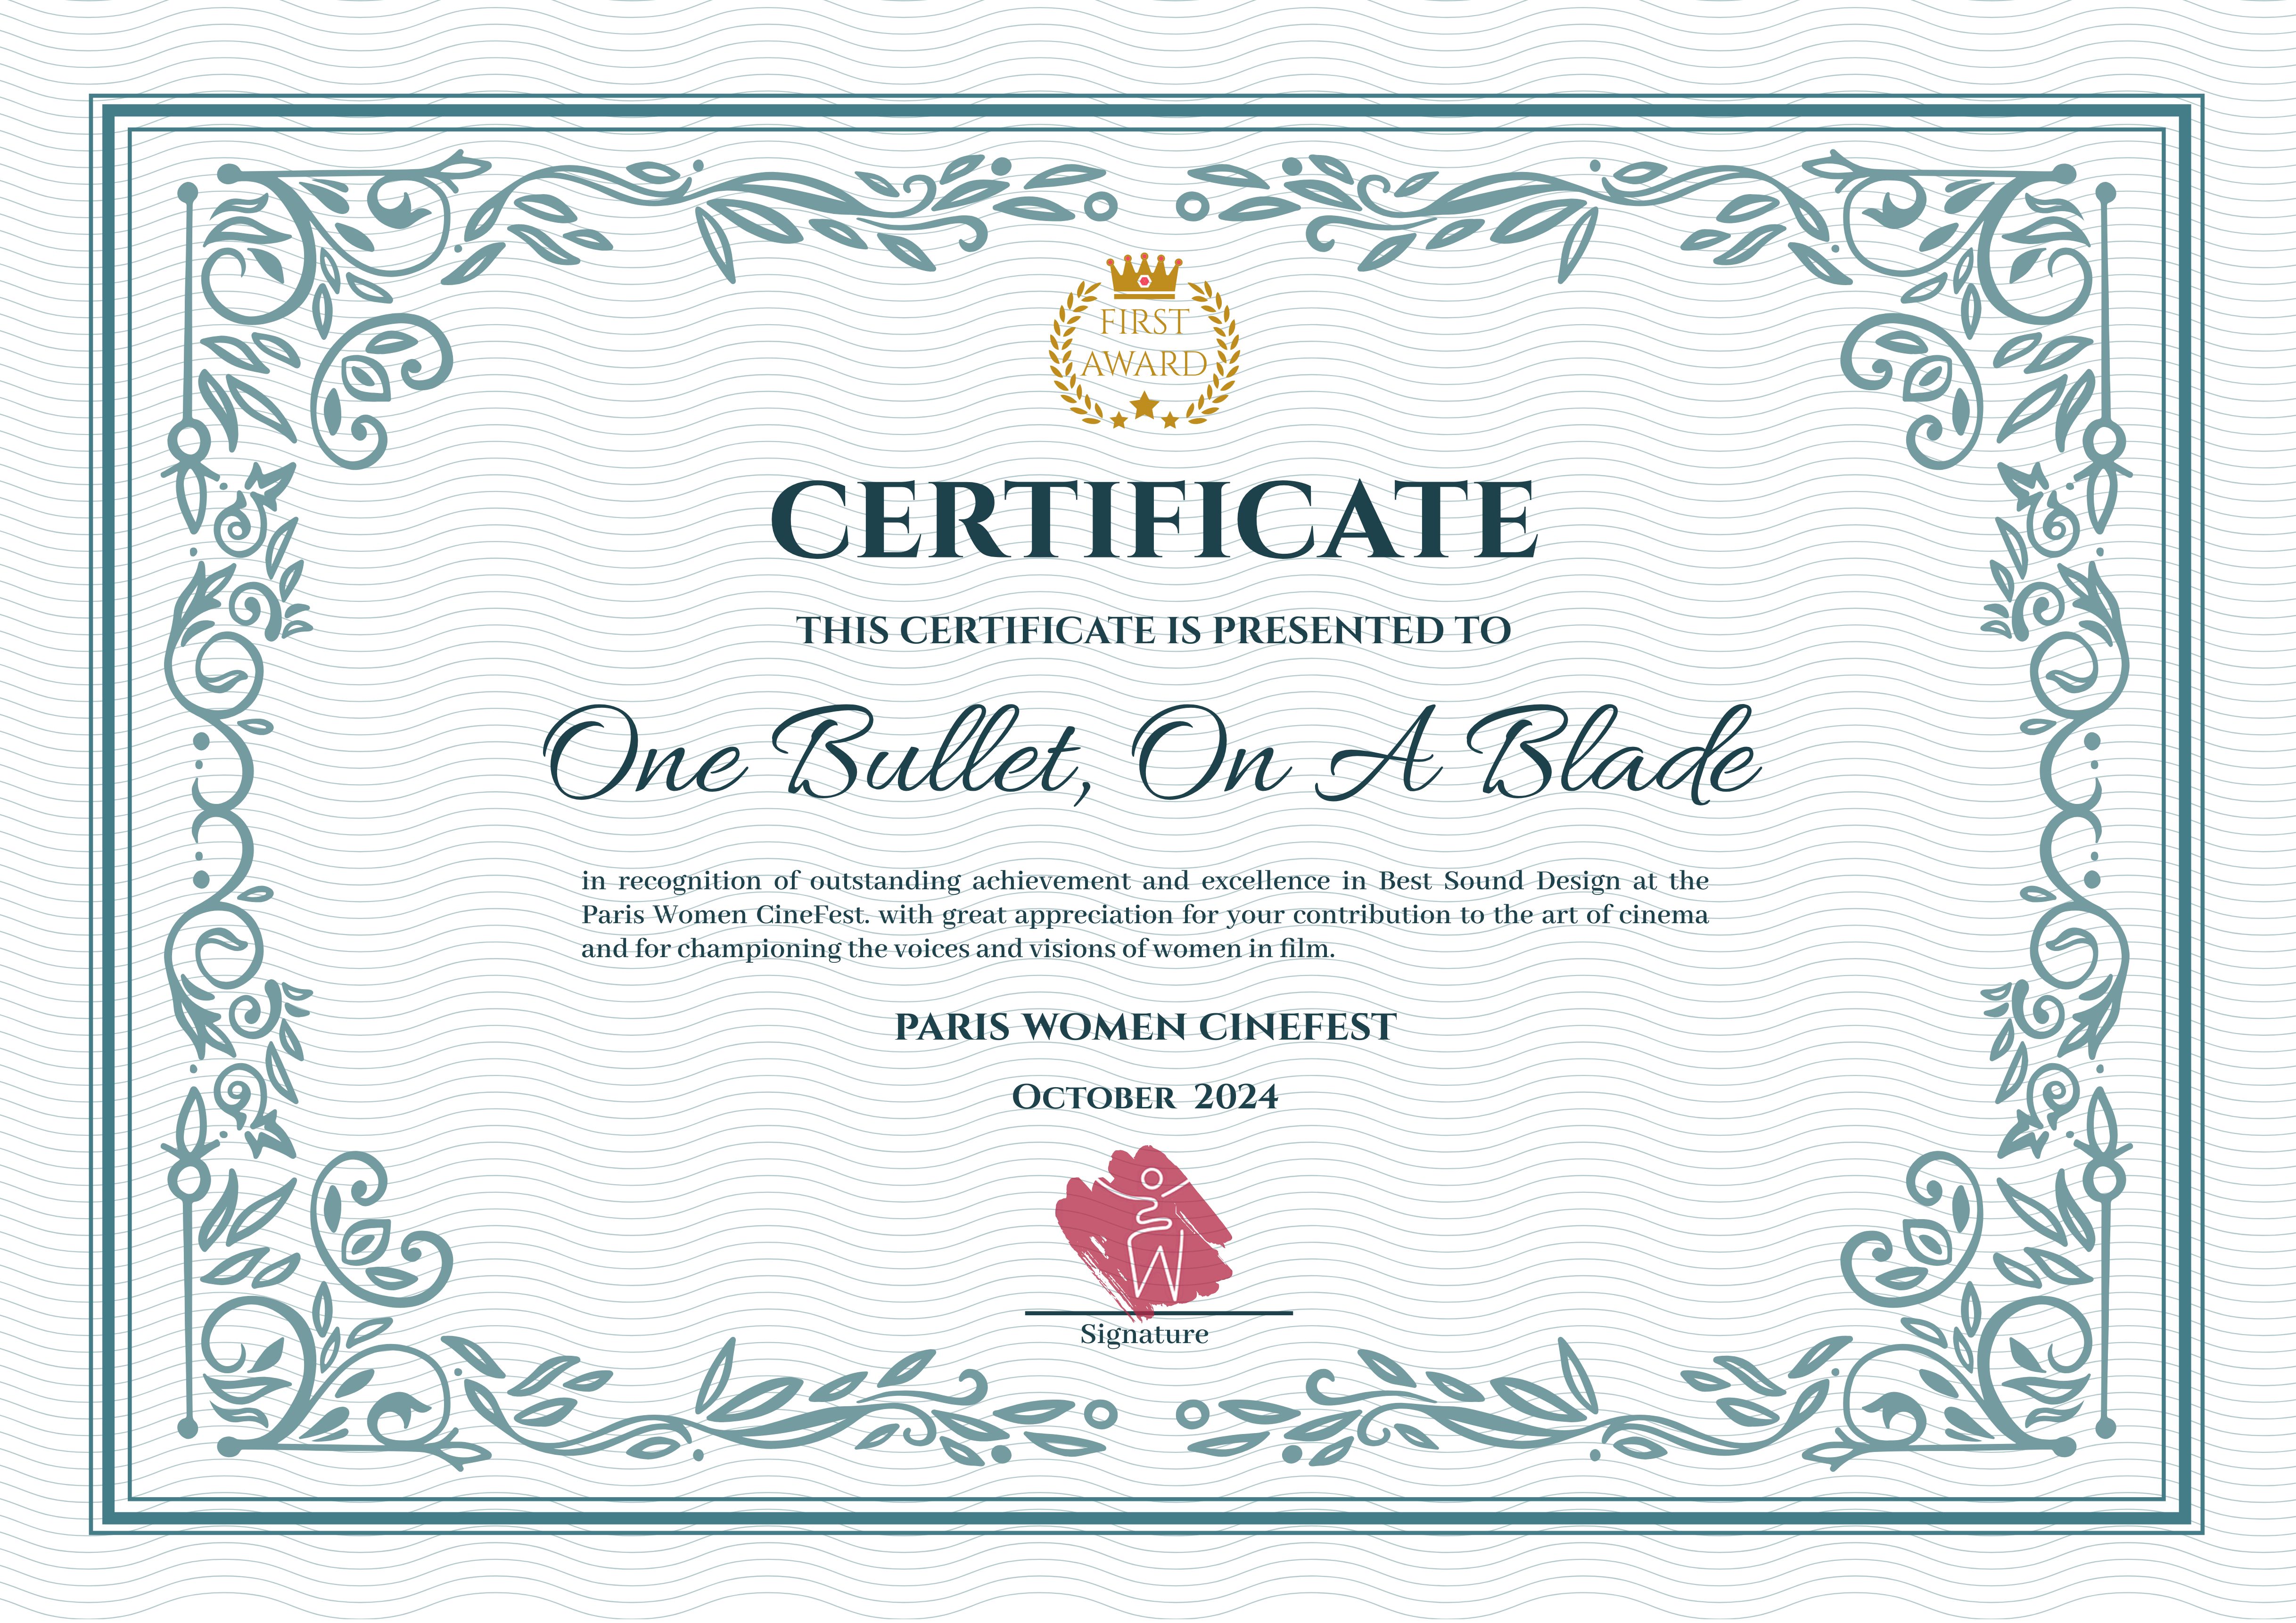 FIRST
AWARD
CERTIFICATE
THIS CERTIFICATE IS PRESENTED TO
One Bullet, On A Blade
in recognition of outstanding achievement and excellence in Best Sound Design at the
Paris Women CineFest. with great appreciation for your contribution to the art of cinema
and for championing the voices and visions of women in film.
PARIS WOMEN CINEFEST
October 2024
Signature